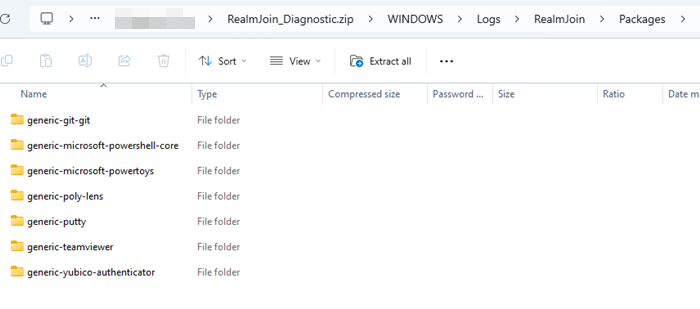 RealmJoin_Diagnostic.zip > WINDOWS > Logs > RealmJoin > Packages >
Sort View Extract all
Name Type Compressed size Password ... Size Ratio Date m
generic-git-git File folder
generic-microsoft-powershell-core File folder
generic-microsoft-powertoys File folder
generic-poly-lens File folder
generic-putty File folder
generic-teamviewer File folder
generic-yubico-authenticator File folder